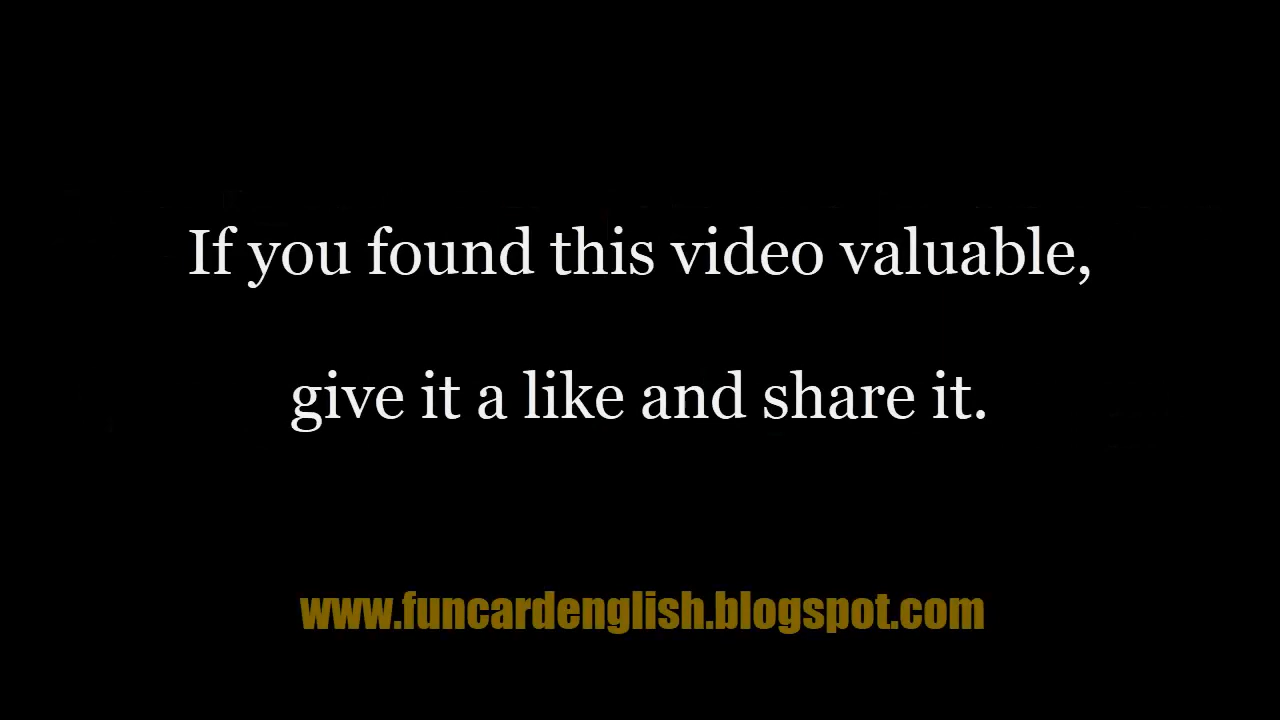 If you found this video valuable,
give it a like and share it.
www.funcardenglish.blogspot.com